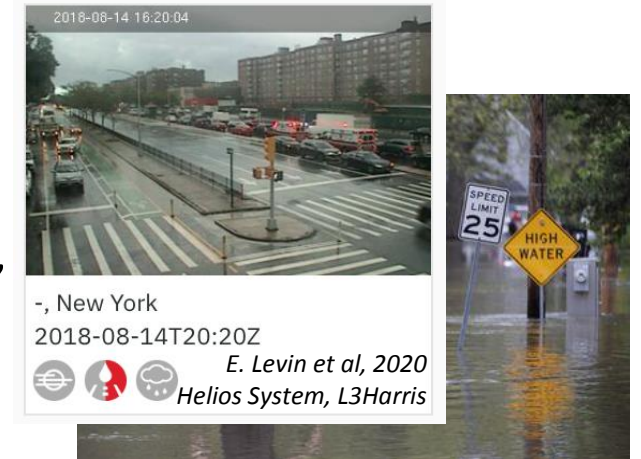 2018-08-14 16:20:04
-, New York
2018-08-14T20:20Z
E. Levin et al, 2020
Helios System, L3Harris
SPEED
LIMIT
25
HIGH
WATER
,